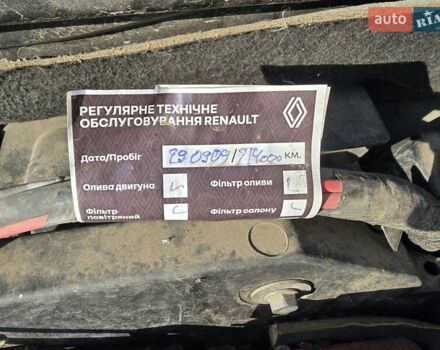 auto RIA
РЕГУЛЯРНЕ ТЕХНІЧНЕ
ОБСЛУГОВУВАННЯ RENAULT
Дата/Пробіг КМ.
Олива двигуна Фільтр оливи
Фільтр повітряний Фільтр салону